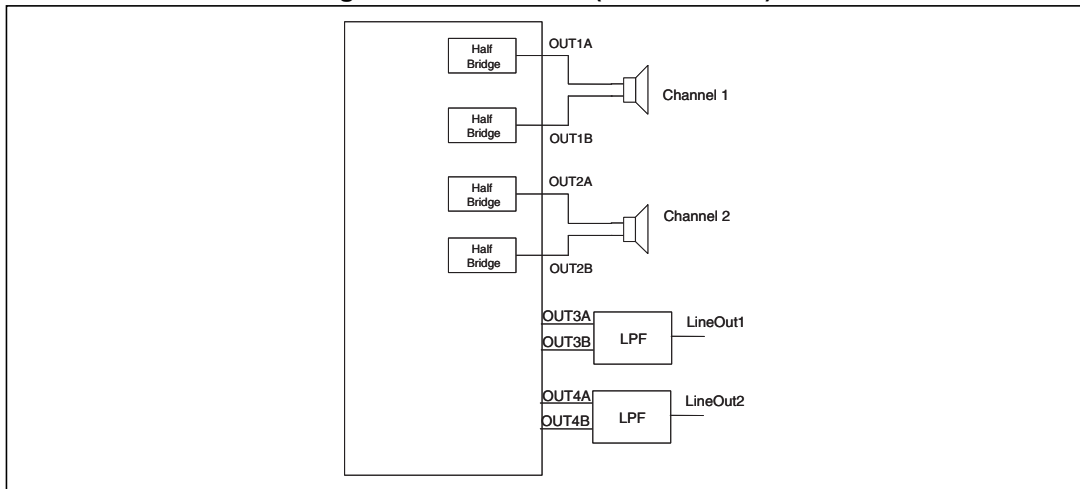 Half
Bridge
OUT1A
Channel 1
Half
Bridge
OUT1B
Half
Bridge
OUT2A
Channel 2
Half
Bridge
OUT2B
OUT3A
OUT3B
LPF
LineOut1
OUT4A
OUT4B
LPF
LineOut2